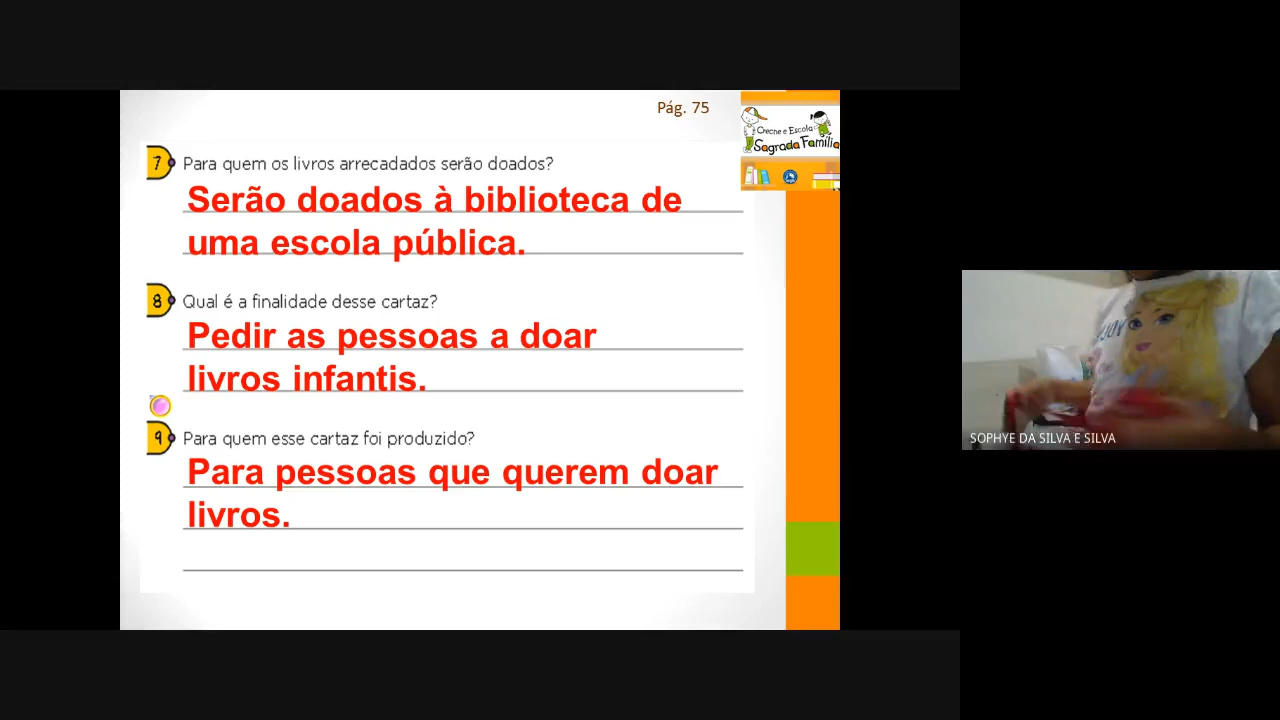 Pág. 75
Creche e Escola
Sagrada Família
7 Para quem os livros arrecadados serão doados?
Serão doados à biblioteca de
uma escola pública.
8 Qual é a finalidade desse cartaz?
Pedir as pessoas a doar
livros infantis.
9 Para quem esse cartaz foi produzido?
Para pessoas que querem doar
livros.
SOPHYE DA SILVA E SILVA